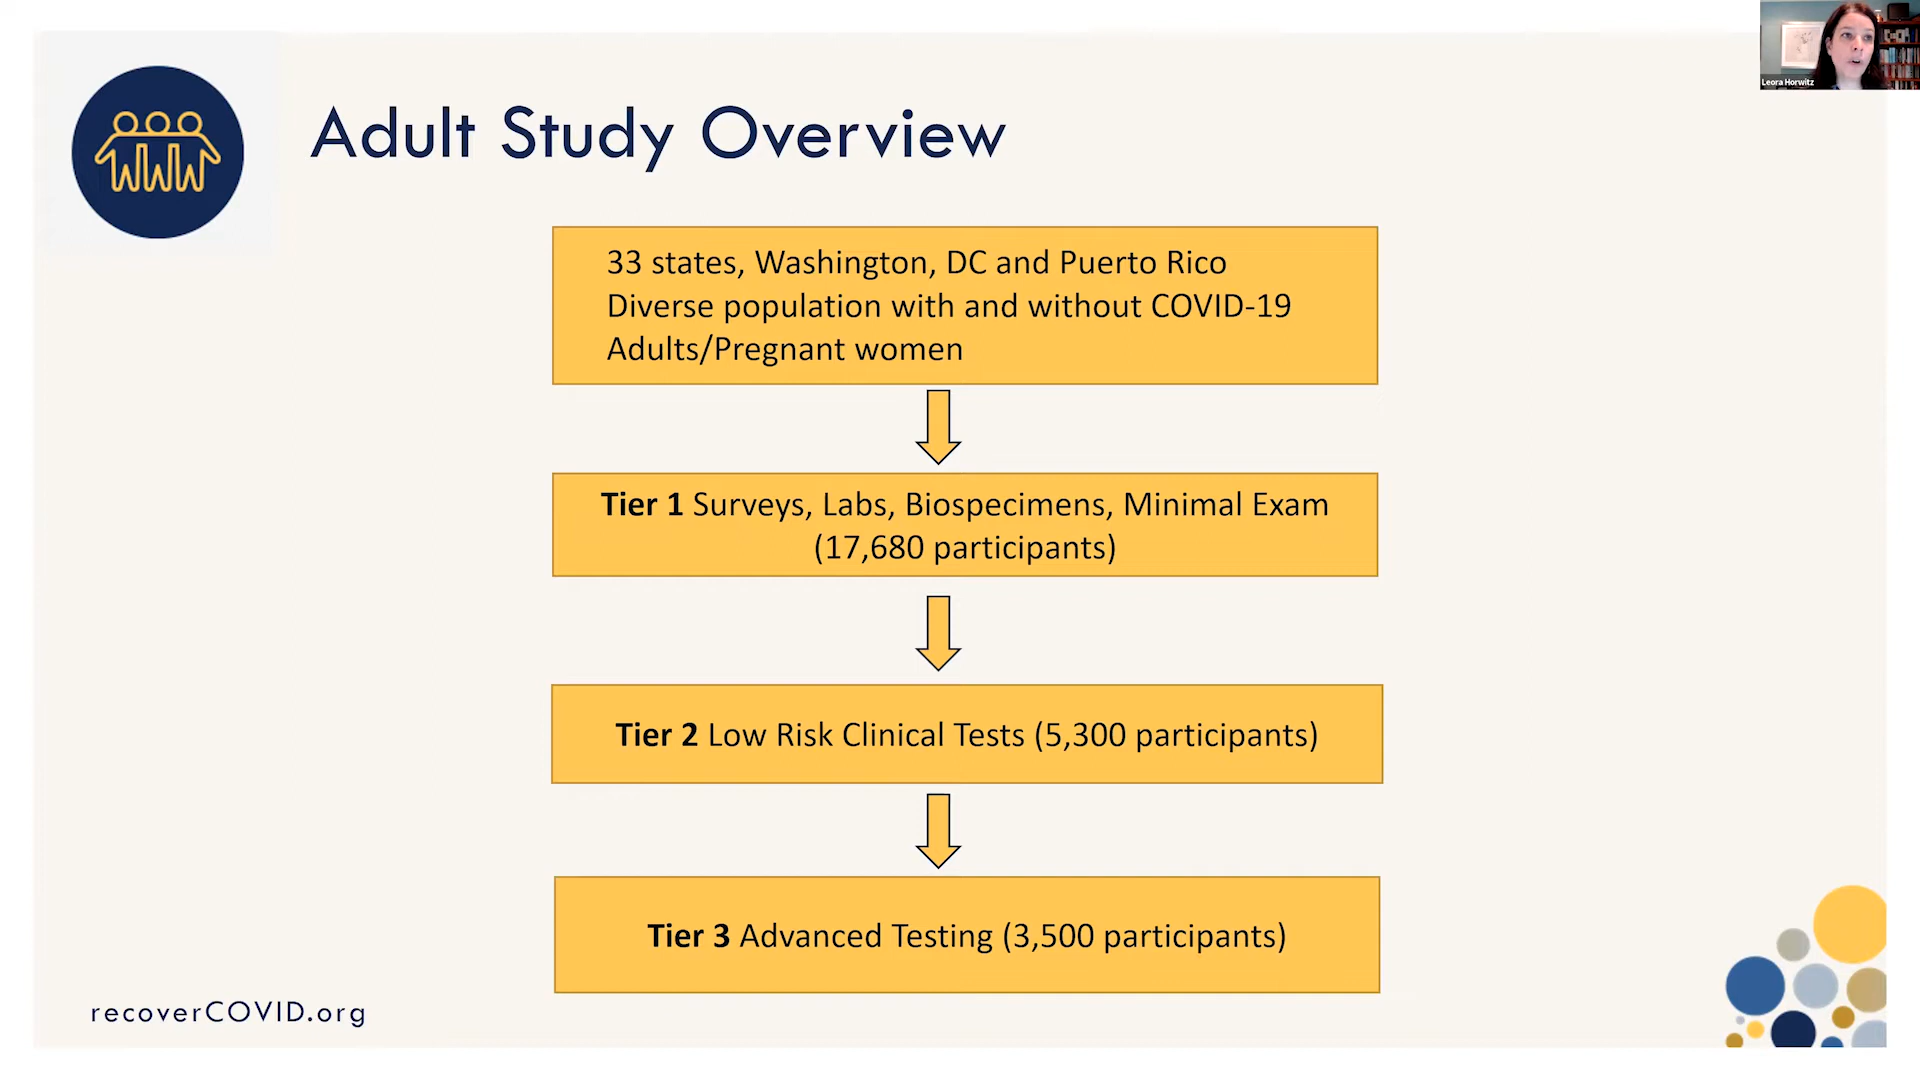 Leora Horwitz
Adult Study Overview
33 states, Washington, DC and Puerto Rico
Diverse population with and without COVID-19
Adults/Pregnant women
Tier 1 Surveys, Labs, Biospecimens, Minimal Exam
(17,680 participants)
Tier 2 Low Risk Clinical Tests (5,300 participants)
Tier 3 Advanced Testing (3,500 participants)
recoverCOVID.org